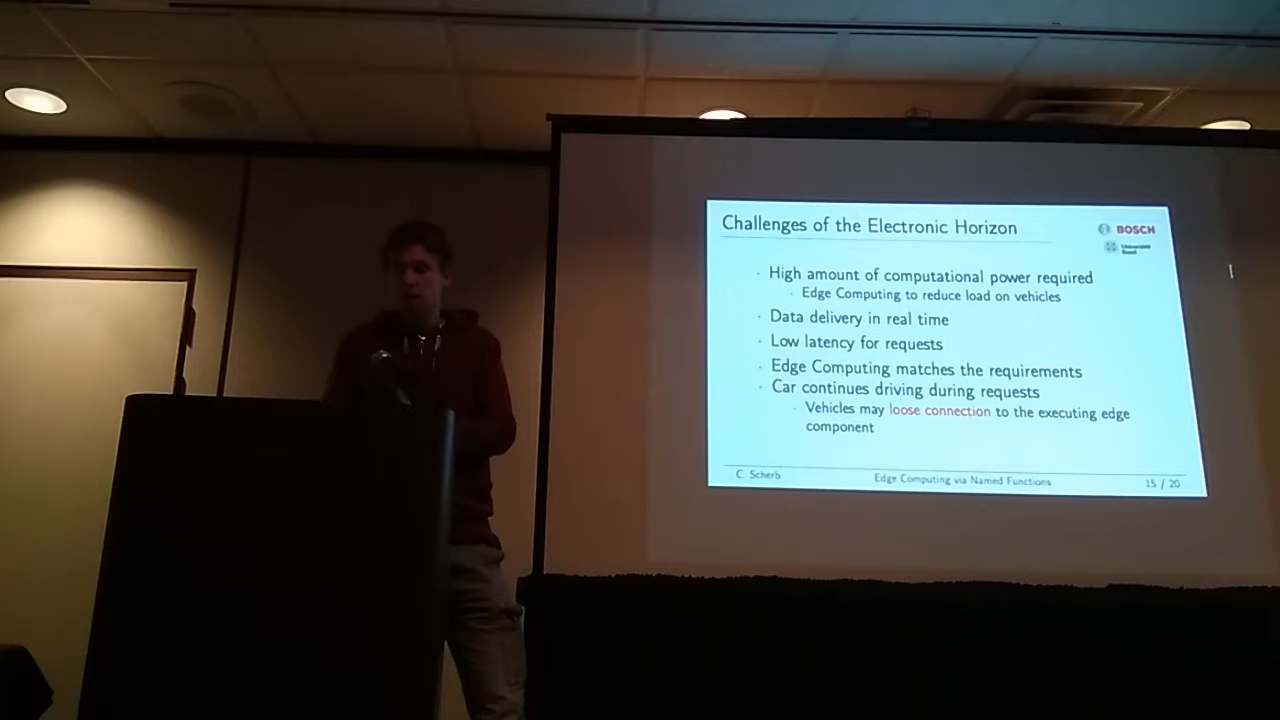 Challenges of the Electronic Horizon
BOSCH
Universität
Basel
High amount of computational power required
Edge Computing to reduce load on vehicles
Data delivery in real time
Low latency for requests
Edge Computing matches the requirements
Car continues driving during requests
Vehicles may loose connection to the executing edge
component
C. Scherb
Edge Computing via Named Functions
15 / 20